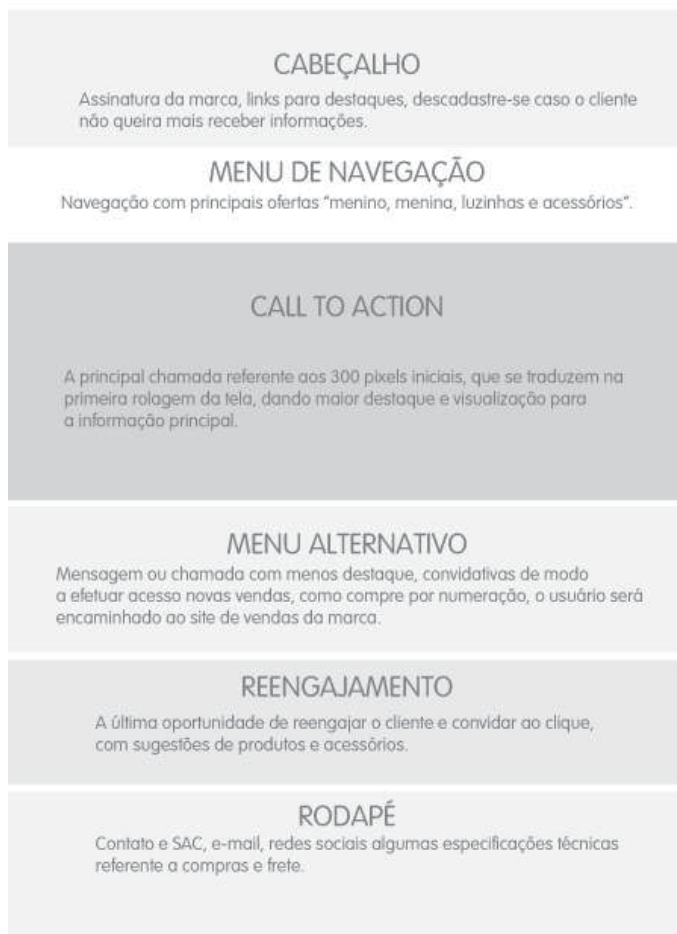 CABEÇALHO
Assinatura da marca, links para destaques, descadastre-se caso o cliente
não queira mais receber informações.
MENU DE NAVEGAÇÃO
Navegação com principais ofertas “menino, menina, luzinhas e acessórios”.
CALL TO ACTION
A principal chamada referente aos 300 pixels iniciais, que se traduzem na
primeira rolagem da tela, dando maior destaque e visualização para
a informação principal.
MENU ALTERNATIVO
Mensagem ou chamada com menos destaque, convidativas de modo
a efetuar acesso novas vendas, como compre por numeração, o usuário será
encaminhado ao site de vendas da marca.
REENGAJAMENTO
A última oportunidade de reengajar o cliente e convidar ao clique,
com sugestões de produtos e acessórios.
RODAPÉ
Contato e SAC, e-mail, redes sociais algumas especificações técnicas
referente a compras e frete.